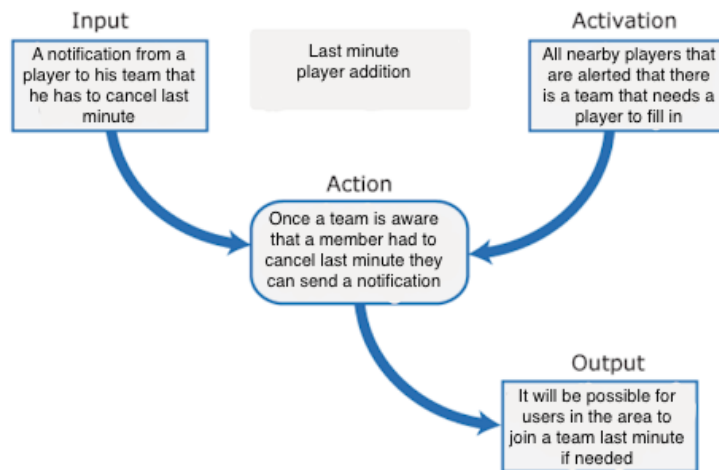 Input
A notification from a
player to his team that
he has to cancel last
minute
Last minute
player addition
Activation
All nearby players that
are alerted that there
is a team that needs a
player to fill in
Action
Once a team is aware
that a member had to
cancel last minute they
can send a notification
Output
It will be possible for
users in the area to
join a team last minute
if needed